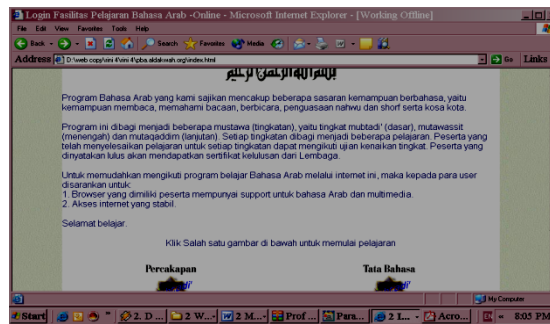 Login Fasilitas Pelajaran Bahasa Arab -Online - Microsoft Internet Explorer - [Working Offline]
File Edit View Favorites Tools Help
Back Search Favorites Media
Address D:\web copy\vini 4\vini 4\pba.aldakwah.org\index.html Go Links
Program Bahasa Arab yang kami sajikan mencakup beberapa sasaran kemampuan berbahasa, yaitu
kemampuan membaca, memahami bacaan, berbicara, penguasaan nahwu dan shorf serta kosa kota.
Program ini dibagi menjadi beberapa mustawa (tingkatan), yaitu tingkat mubtadi' (dasar), mutawassit
(menengah) dan mutaqaddim (lanjutan). Setiap tingkatan dibagi menjadi beberapa pelajaran. Peserta yang
telah menyelesaikan pelajaran untuk setiap tingkatan dapat mengikuti ujian kenaikan tingkat. Peserta yang
dinyatakan lulus akan mendapatkan sertifikat kelulusan dari Lembaga.
Untuk memudahkan mengikuti program belajar Bahasa Arab melalui internet ini, maka kepada para user
disarankan untuk:
1. Browser yang dimiliki peserta mempunyai support untuk bahasa Arab dan multimedia.
2. Akses internet yang stabil.
Selamat belajar.
Klik Salah satu gambar di bawah untuk memulai pelajaran
Percakapan Tata Bahasa
My Computer
Start 2. D ... 2 W... 2 M... Prof ... Para... 2 I... Acro... 8:05 PM